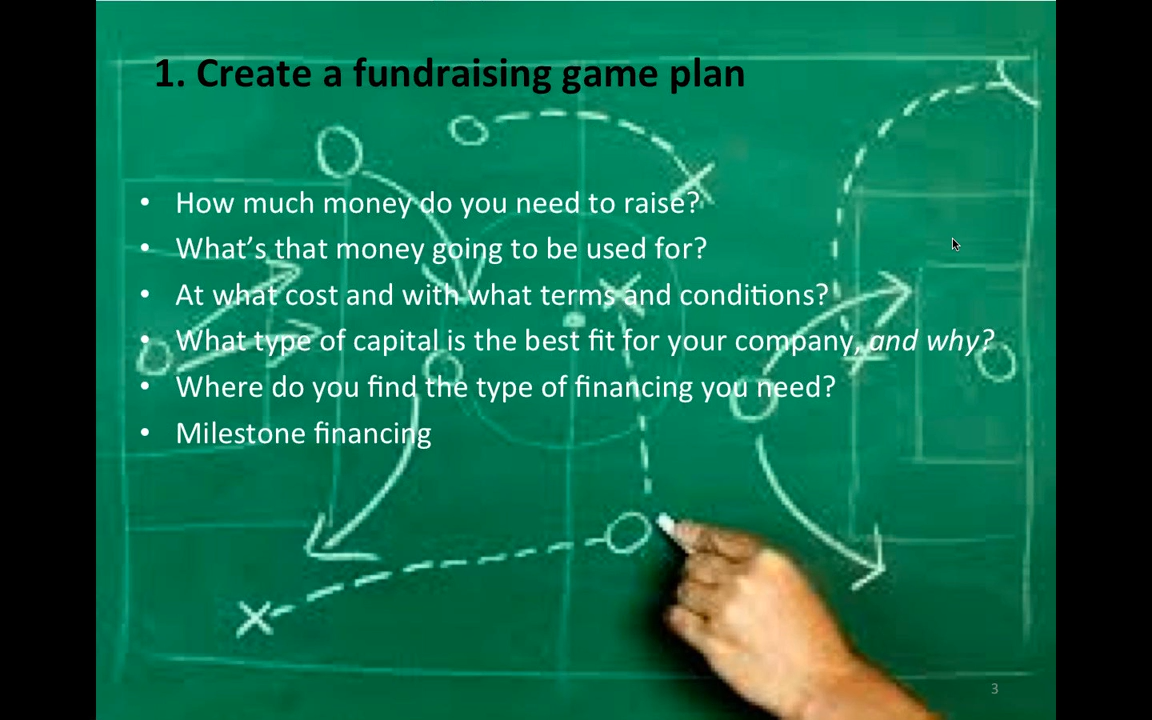 1. Create a fundraising game plan
• How much money do you need to raise?
• What’s that money going to be used for?
• At what cost and with what terms and conditions?
• What type of capital is the best fit for your company, and why?
• Where do you find the type of financing you need?
• Milestone financing
3